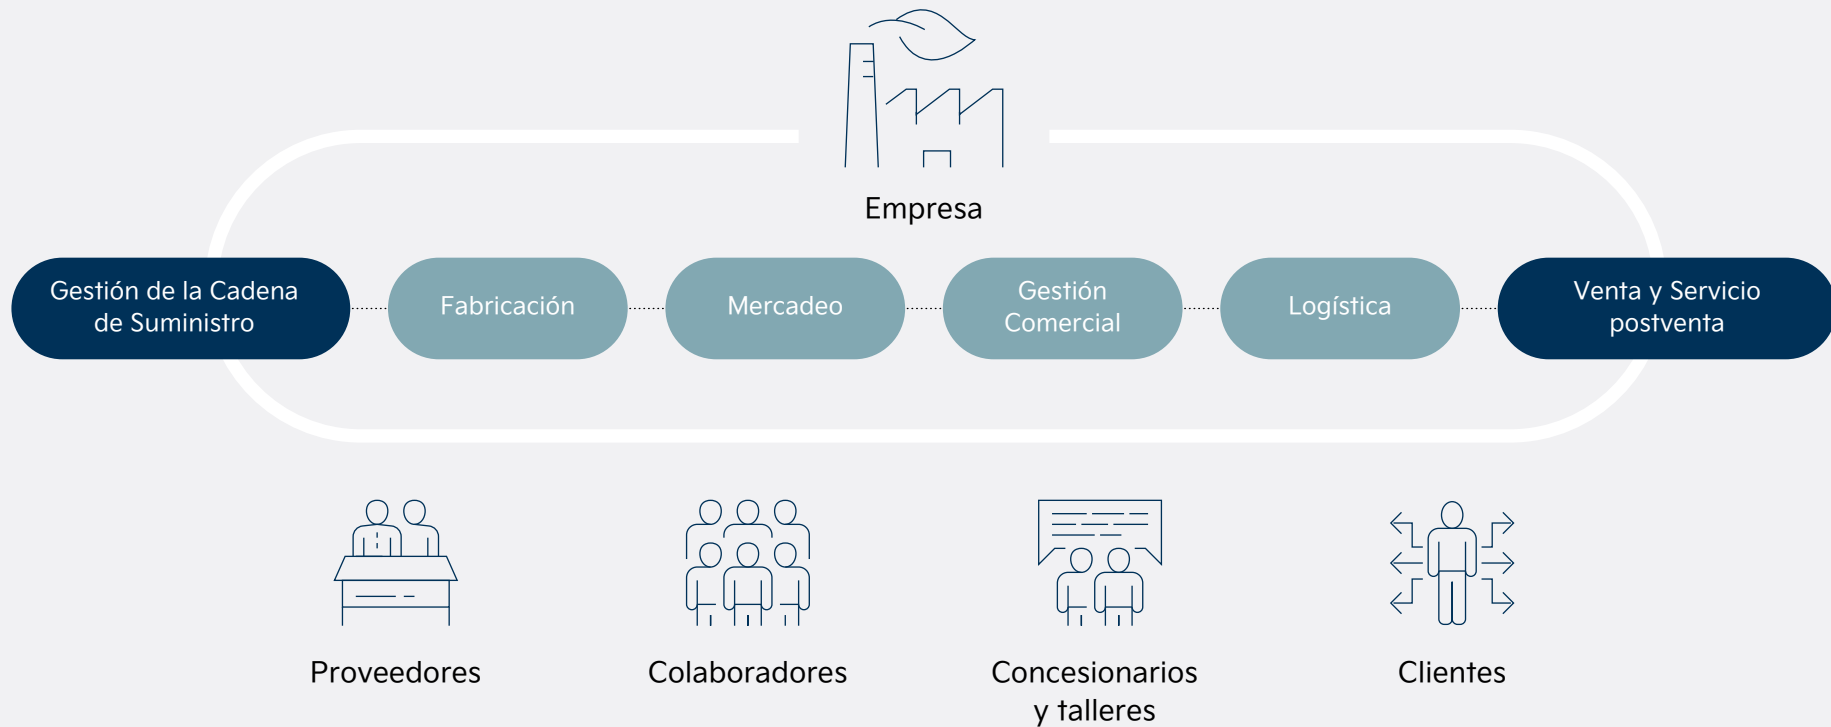 Empresa
Gestión de la Cadena
de Suministro
Fabricación
Mercadeo
Gestión
Comercial
Logística
Venta y Servicio
postventa
Proveedores
Colaboradores
Concesionarios
y talleres
Clientes